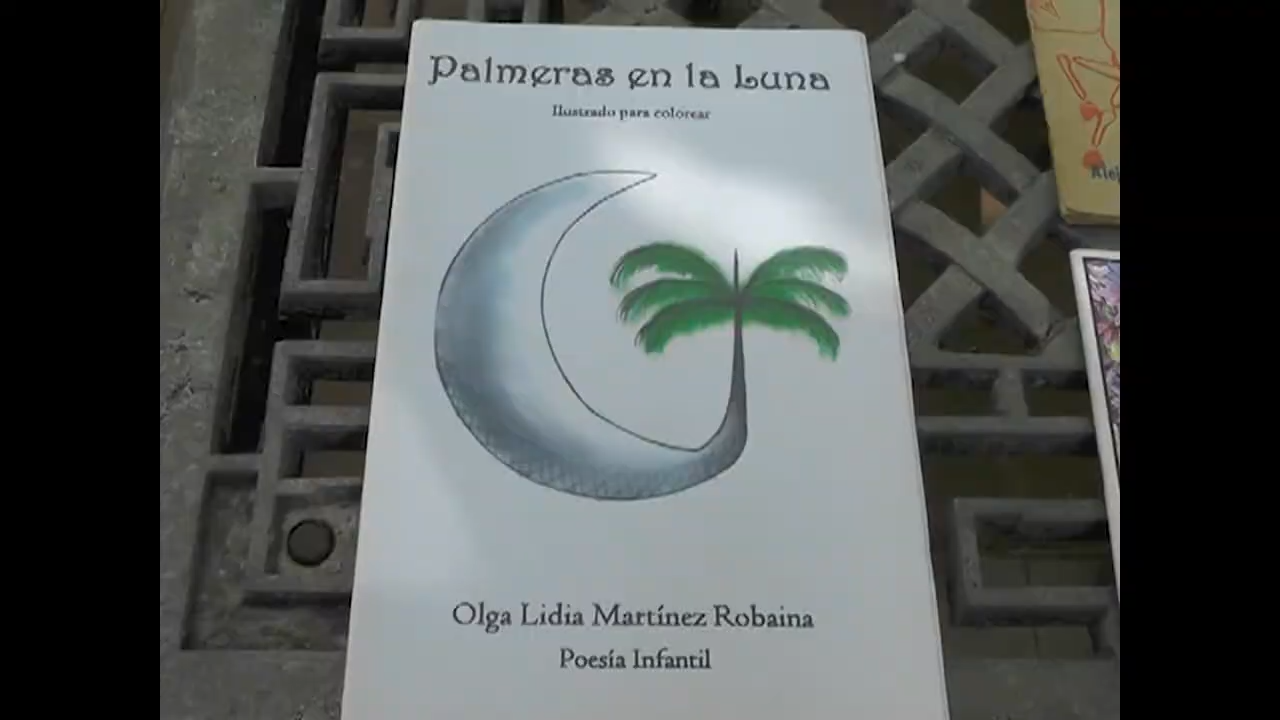 Palmeras en la Luna
Ilustrado para colorear
Olga Lidia Martínez Robaina
Poesía Infantil